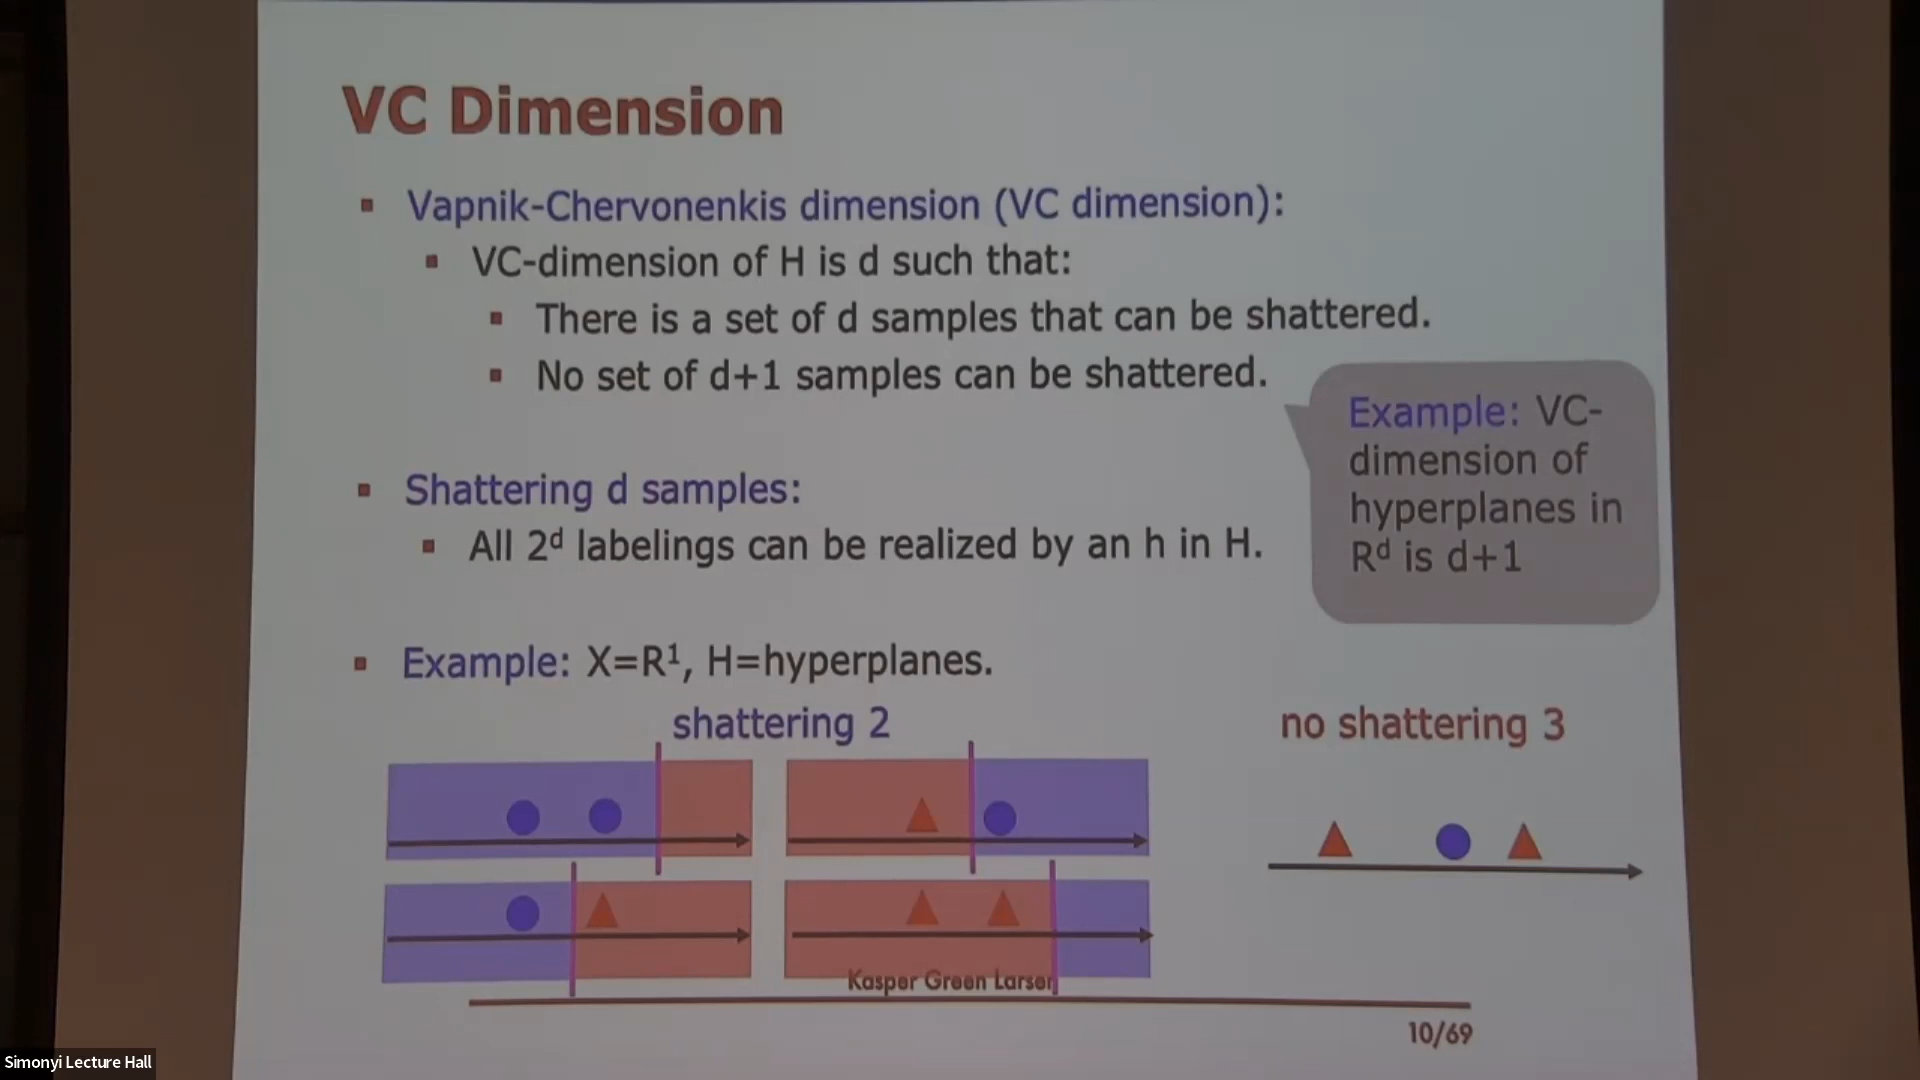 VC Dimension
Vapnik-Chervonenkis dimension (VC dimension):
VC-dimension of H is d such that:
There is a set of d samples that can be shattered.
No set of d+1 samples can be shattered.
Example: VC-
dimension of
hyperplanes in
Rᵈ is d+1
Shattering d samples:
All 2ᵈ labelings can be realized by an h in H.
Example: X=R¹, H=hyperplanes.
shattering 2
no shattering 3
Kasper Green Larsen
10/69
Simonyi Lecture Hall